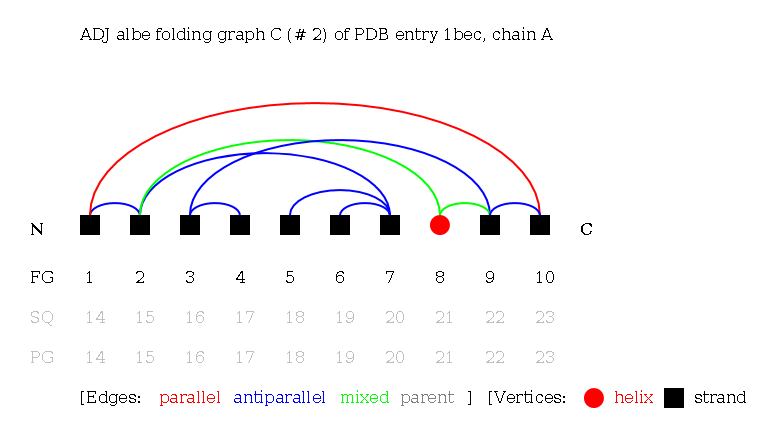 ADJ albe folding graph C (# 2) of PDB entry 1bec, chain A
N C
FG 1 2 3 4 5 6 7 8 9 10
SQ 14 15 16 17 18 19 20 21 22 23
PG 14 15 16 17 18 19 20 21 22 23
[Edges: parallel antiparallel mixed parent ] [Vertices: helix strand